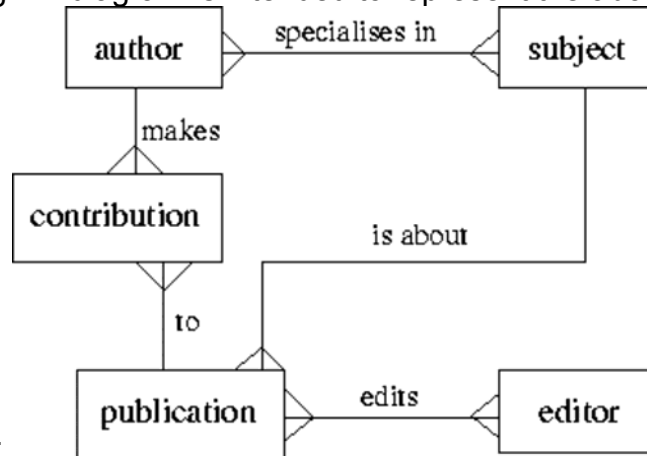 author
specialises in
subject
makes
contribution
is about
to
publication
edits
editor